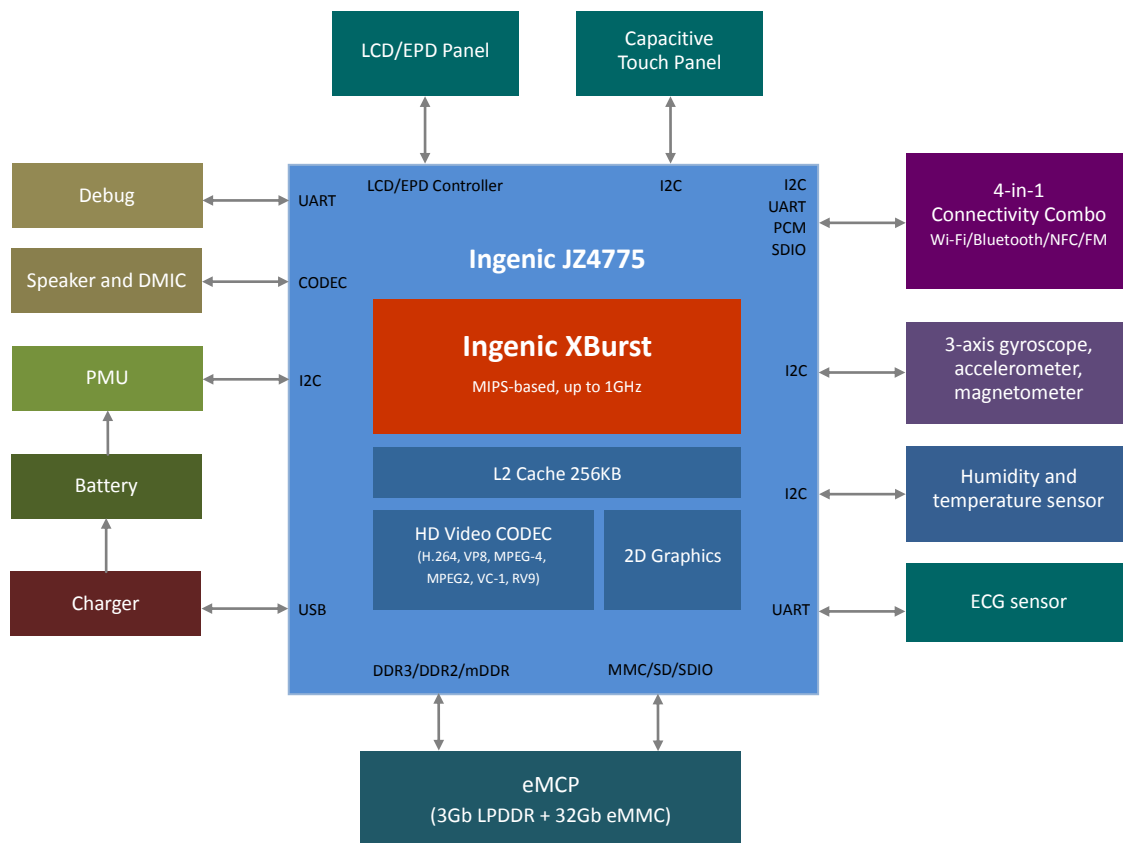 LCD/EPD Panel
Capacitive
Touch Panel
Debug
Speaker and DMIC
PMU
Battery
Charger
LCD/EPD Controller
I2C
UART
CODEC
I2C
USB
Ingenic JZ4775
Ingenic XBurst
MIPS-based, up to 1GHz
L2 Cache 256KB
HD Video CODEC
(H.264, VP8, MPEG-4,
MPEG2, VC-1, RV9)
2D Graphics
I2C
UART
PCM
SDIO
I2C
I2C
UART
DDR3/DDR2/mDDR
MMC/SD/SDIO
4-in-1
Connectivity Combo
Wi-Fi/Bluetooth/NFC/FM
3-axis gyroscope,
accelerometer,
magnetometer
Humidity and
temperature sensor
ECG sensor
eMCP
(3Gb LPDDR + 32Gb eMMC)